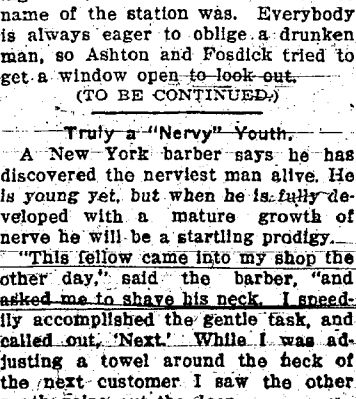 name of the station was. Everybody
is always eager to oblige a drunken
man, so Ashton and Fosdick tried to
get a window open to look out.
(TO BE CONTINUED.)
Truly a "Nervy" Youth.
A New York barber says he has
discovered the nerviest man alive. He
is young yet, but when he is fully de-
veloped with a mature growth of
nerve he will be a startling prodigy.
"This fellow came into my shop the
other day," said the barber, "and
asked me to shave his neck. I speed-
ily accomplished the gentle task, and
called out, 'Next.' While I was ad-
justing a towel around the neck of
the next customer I saw the other